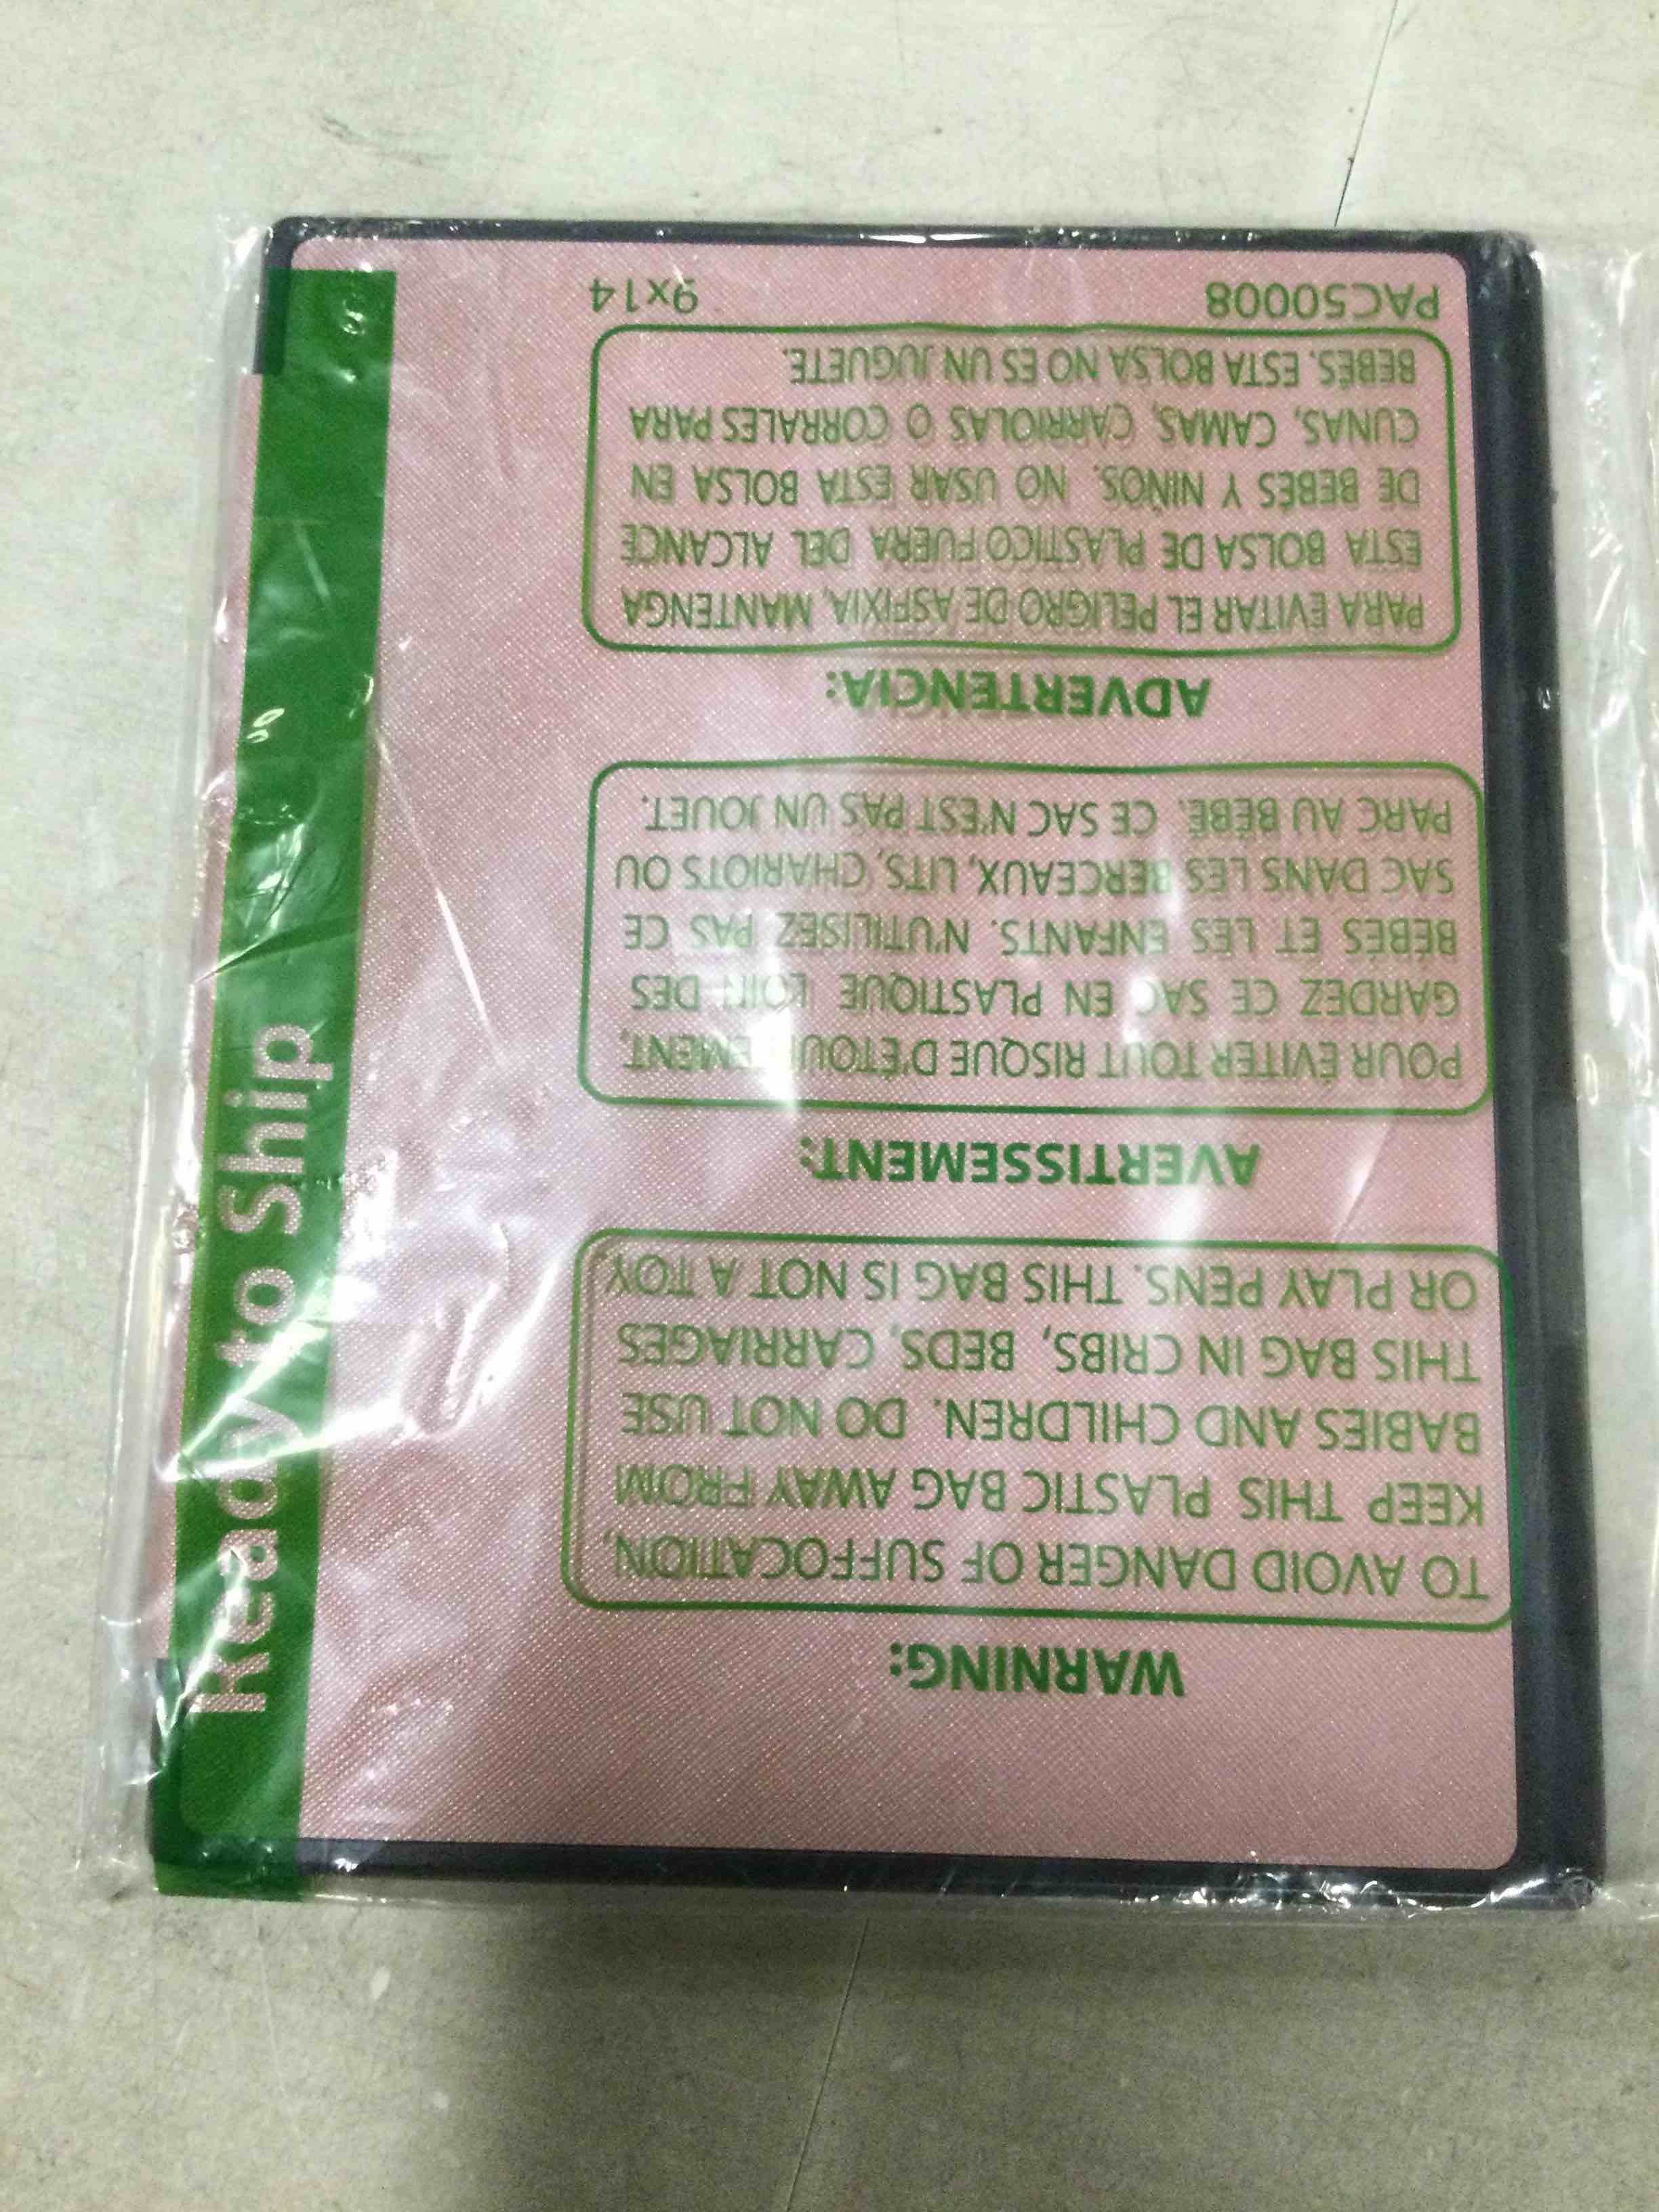 Ready to Ship
WARNING:
TO AVOID DANGER OF SUFFOCATION,
KEEP THIS PLASTIC BAG AWAY FROM
BABIES AND CHILDREN. DO NOT USE
THIS BAG IN CRIBS, BEDS, CARRIAGES
OR PLAY PENS. THIS BAG IS NOT A TOY.
AVERTISSEMENT:
POUR ÉVITER TOUT RISQUE D'ÉTOUFFEMENT,
GARDEZ CE SAC EN PLASTIQUE LOIN DES
BÉBÉS ET LES ENFANTS. N'UTILISEZ PAS CE
SAC DANS LES BERCEAUX, LITS, CHARIOTS OU
PARC AU BÉBÉ. CE SAC N'EST PAS UN JOUET.
ADVERTENCIA:
PARA EVITAR EL PELIGRO DE ASFIXIA, MANTENGA
ESTA BOLSA DE PLASTICO FUERA DEL ALCANCE
DE BEBÉS Y NIÑOS. NO USAR ESTA BOLSA EN
CUNAS, CAMAS, CARRIOLAS O CORRALES PARA
BEBÉS. ESTA BOLSA NO ES UN JUGUETE.
PAC50008 9x14